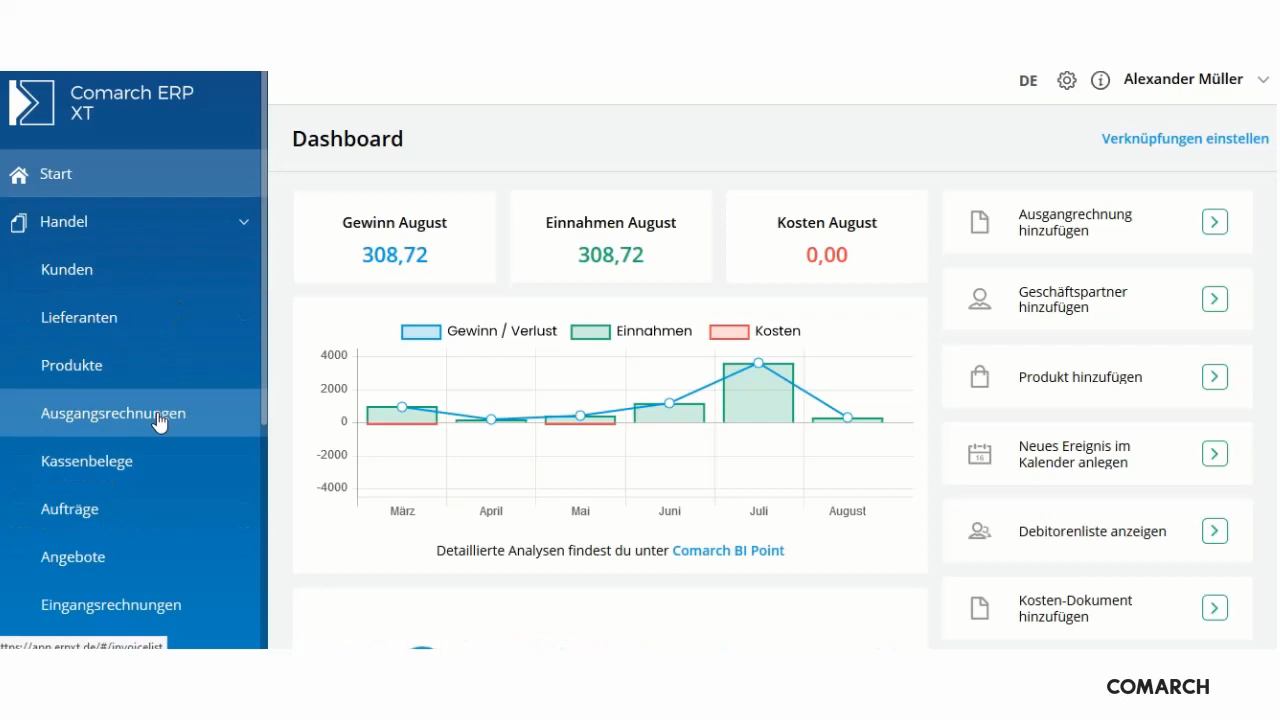 Comarch ERP
XT
DE
Alexander Müller
Start
Handel
Kunden
Lieferanten
Produkte
Ausgangsrechnungen
Kassenbelege
Aufträge
Angebote
Eingangsrechnungen
ttps://app.erpxt.de/#/invoicelist
Dashboard
Verknüpfungen einstellen
Gewinn August
308,72
Einnahmen August
308,72
Kosten August
0,00
Gewinn / Verlust
Einnahmen
Kosten
4000
2000
0
-2000
-4000
März
April
Mai
Juni
Juli
August
Detaillierte Analysen findest du unter Comarch BI Point
Ausgangrechnung
hinzufügen
Geschäftspartner
hinzufügen
Produkt hinzufügen
16
Neues Ereignis im
Kalender anlegen
Debitorenliste anzeigen
Kosten-Dokument
hinzufügen
COMARCH